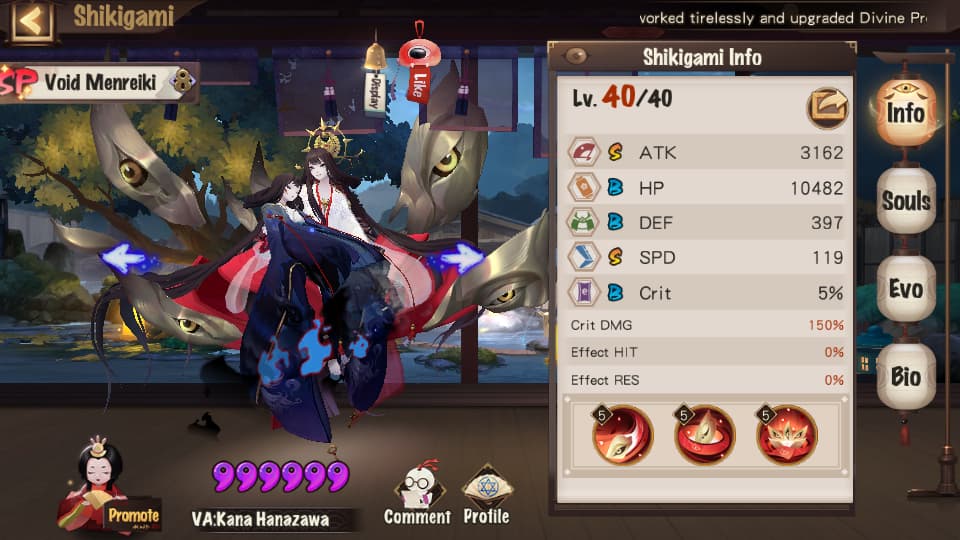 Shikigami
vorked tirelessly and upgraded Divine Pr
SP Void Menreiki
Display
Like
Shikigami Info
Lv. 40/40
S ATK 3162
B HP 10482
B DEF 397
S SPD 119
B Crit 5%
Crit DMG 150%
Effect HIT 0%
Effect RES 0%
5 5 5
Info
Souls
Evo
Bio
Promote
999999
VA:Kana Hanazawa
Comment
Profile